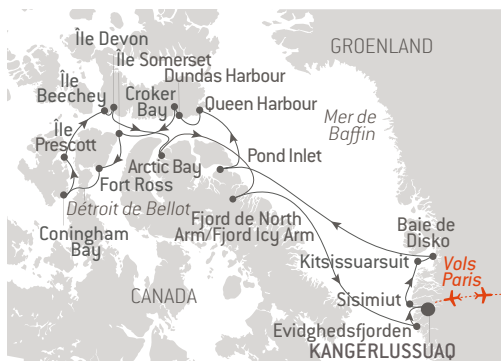 GROENLAND
Île Devon
Île Somerset
Dundas Harbour
Île
Beechey
Croker
Bay
Queen Harbour
Île
Prescott
Mer de
Baffin
Arctic Bay
Pond Inlet
Fort Ross
Détroit de Bellot
Fjord de North
Arm/Fjord Icy Arm
Coningham
Bay
Baie de
Disko
Kitsissuarsuit
Vols
Paris
CANADA
Sisimiut
Evidghedsfjorden
KANGERLUSSUAQ